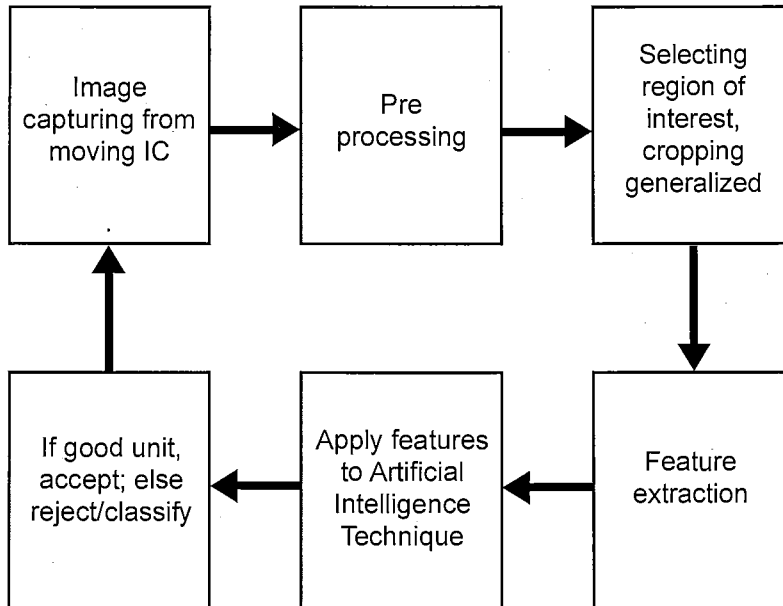 Image
capturing from
moving IC
Pre
processing
Selecting
region of
interest,
cropping
generalized
Feature
extraction
Apply features
to Artificial
Intelligence
Technique
If good unit,
accept; else
reject/classify